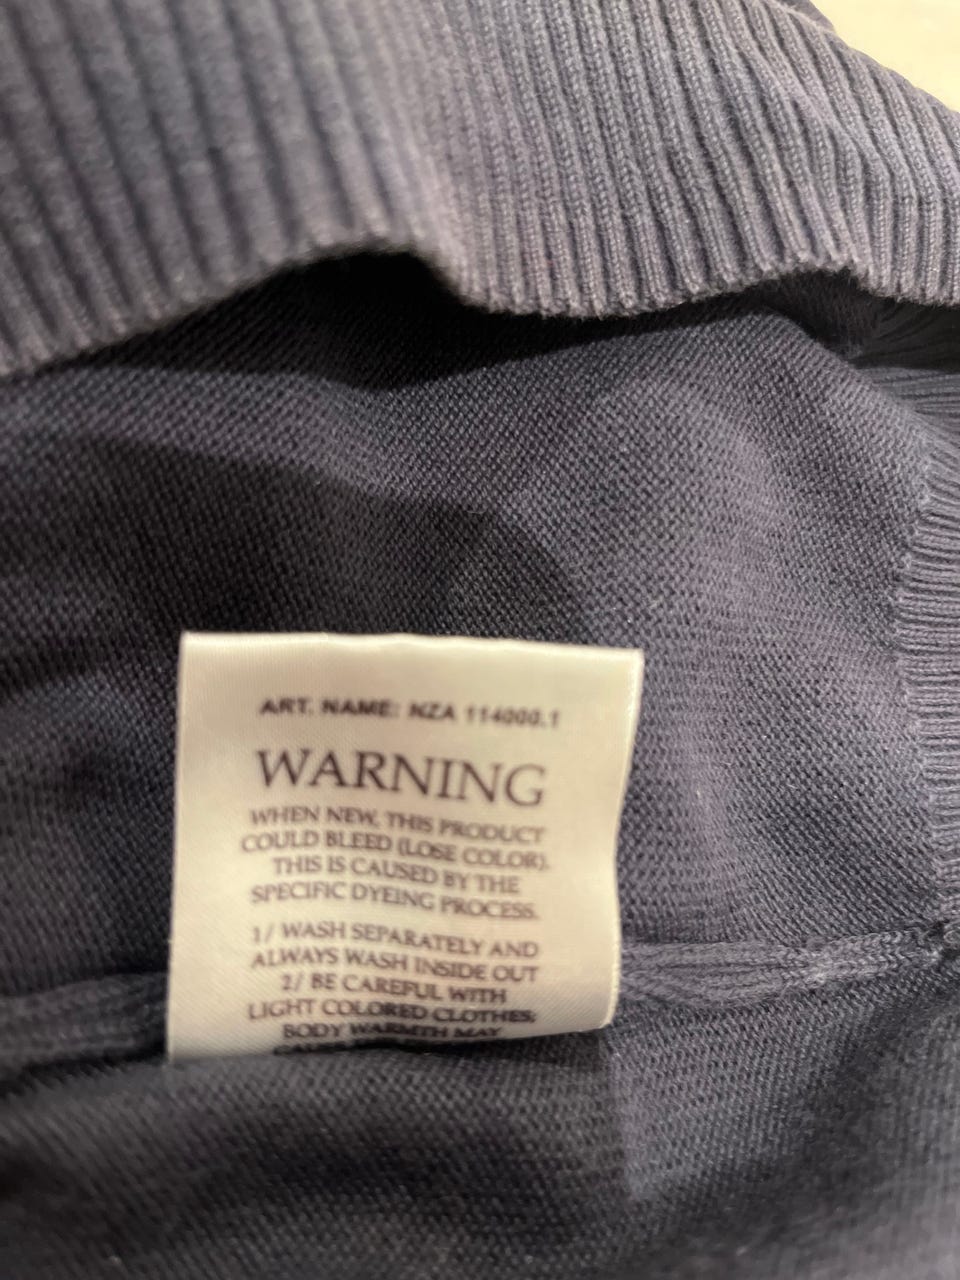 ART. NAME: NZA 114000.1
WARNING
WHEN NEW, THIS PRODUCT
COULD BLEED (LOSE COLOR).
THIS IS CAUSED BY THE
SPECIFIC DYEING PROCESS.
1/ WASH SEPARATELY AND
ALWAYS WASH INSIDE OUT
2/ BE CAREFUL WITH
LIGHT COLORED CLOTHES;
BODY WARMTH MAY